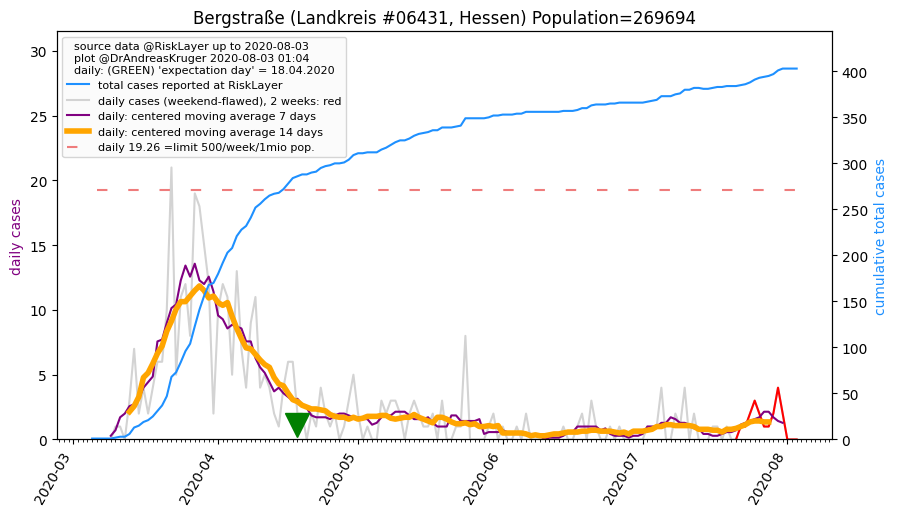 Bergstraße (Landkreis #06431, Hessen) Population=269694
source data @RiskLayer up to 2020-08-03
plot @DrAndreasKruger 2020-08-03 01:04
daily: (GREEN) 'expectation day' = 18.04.2020
total cases reported at RiskLayer
daily cases (weekend-flawed), 2 weeks: red
daily: centered moving average 7 days
daily: centered moving average 14 days
daily 19.26 =limit 500/week/1mio pop.
daily cases
0
5
10
15
20
25
30
cumulative total cases
0
50
100
150
200
250
300
350
400
2020-03
2020-04
2020-05
2020-06
2020-07
2020-08